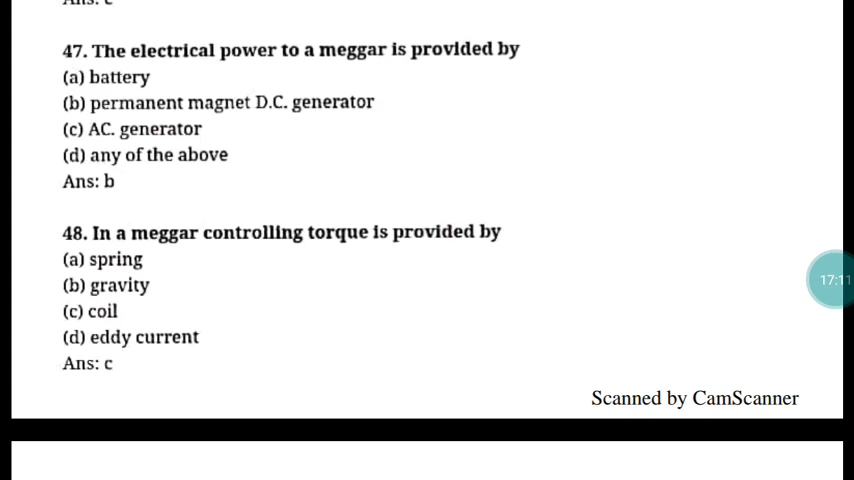 Ans: c
47. The electrical power to a meggar is provided by
(a) battery
(b) permanent magnet D.C. generator
(c) AC. generator
(d) any of the above
Ans: b
48. In a meggar controlling torque is provided by
(a) spring
(b) gravity
(c) coil
(d) eddy current
Ans: c
17:11
Scanned by CamScanner